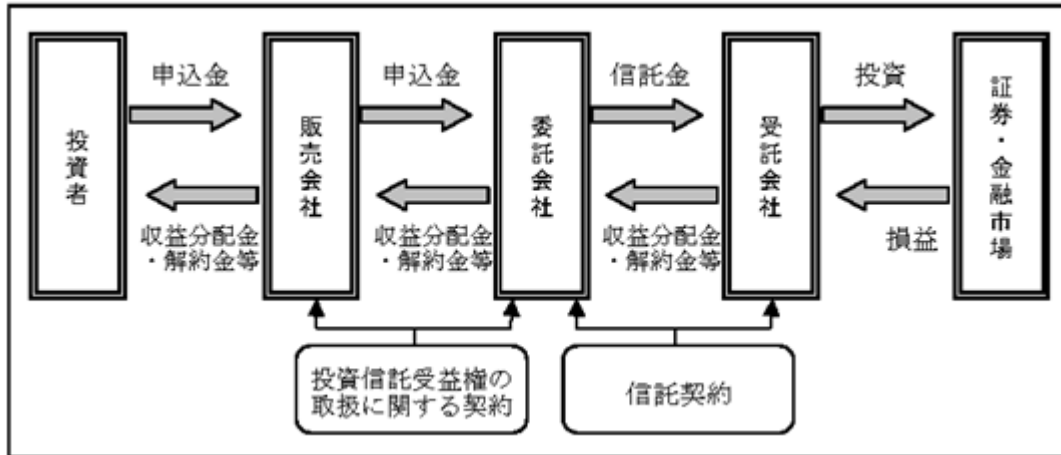 投資者
申込金
収益分配金
・解約金等
販売会社
申込金
収益分配金
・解約金等
委託会社
信託金
収益分配金
・解約金等
受託会社
投資
損益
証券・金融市場
投資信託受益権の
取扱に関する契約
信託契約